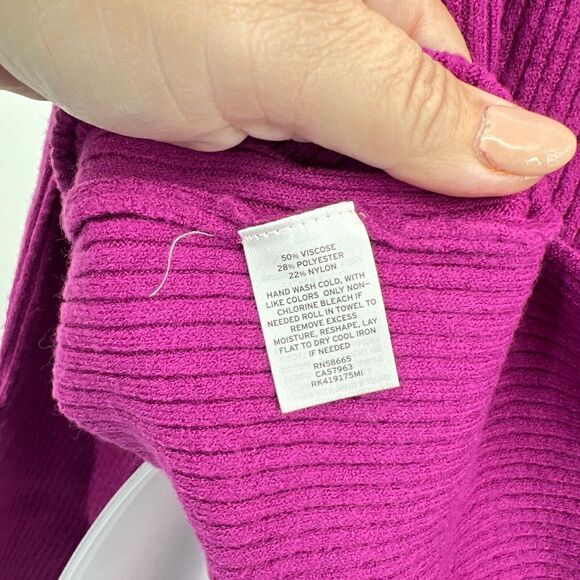 50% VISCOSE
28% POLYESTER
22% NYLON
HAND WASH COLD, WITH
LIKE COLORS ONLY NON-
CHLORINE BLEACH IF
NEEDED ROLL IN TOWEL TO
REMOVE EXCESS
MOISTURE, RESHAPE, LAY
FLAT TO DRY COOL IRON
IF NEEDED
RN58665
CA57963
RK419175MI